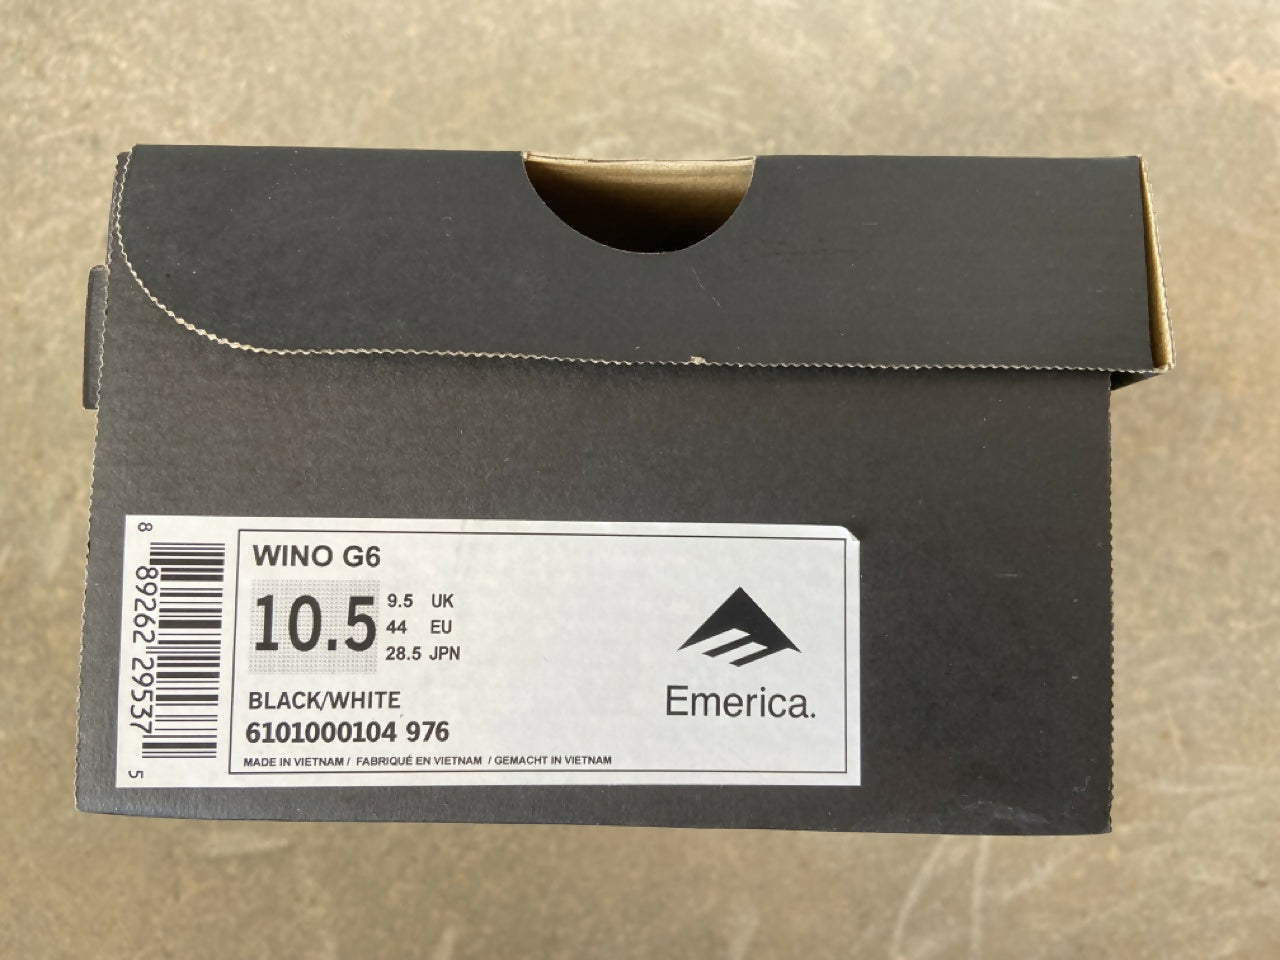 8 89262 29537 5
WINO G6
10.5
9.5 UK
44 EU
28.5 JPN
BLACK/WHITE
6101000104 976
MADE IN VIETNAM / FABRIQUÉ EN VIETNAM / GEMACHT IN VIETNAM
Emerica.